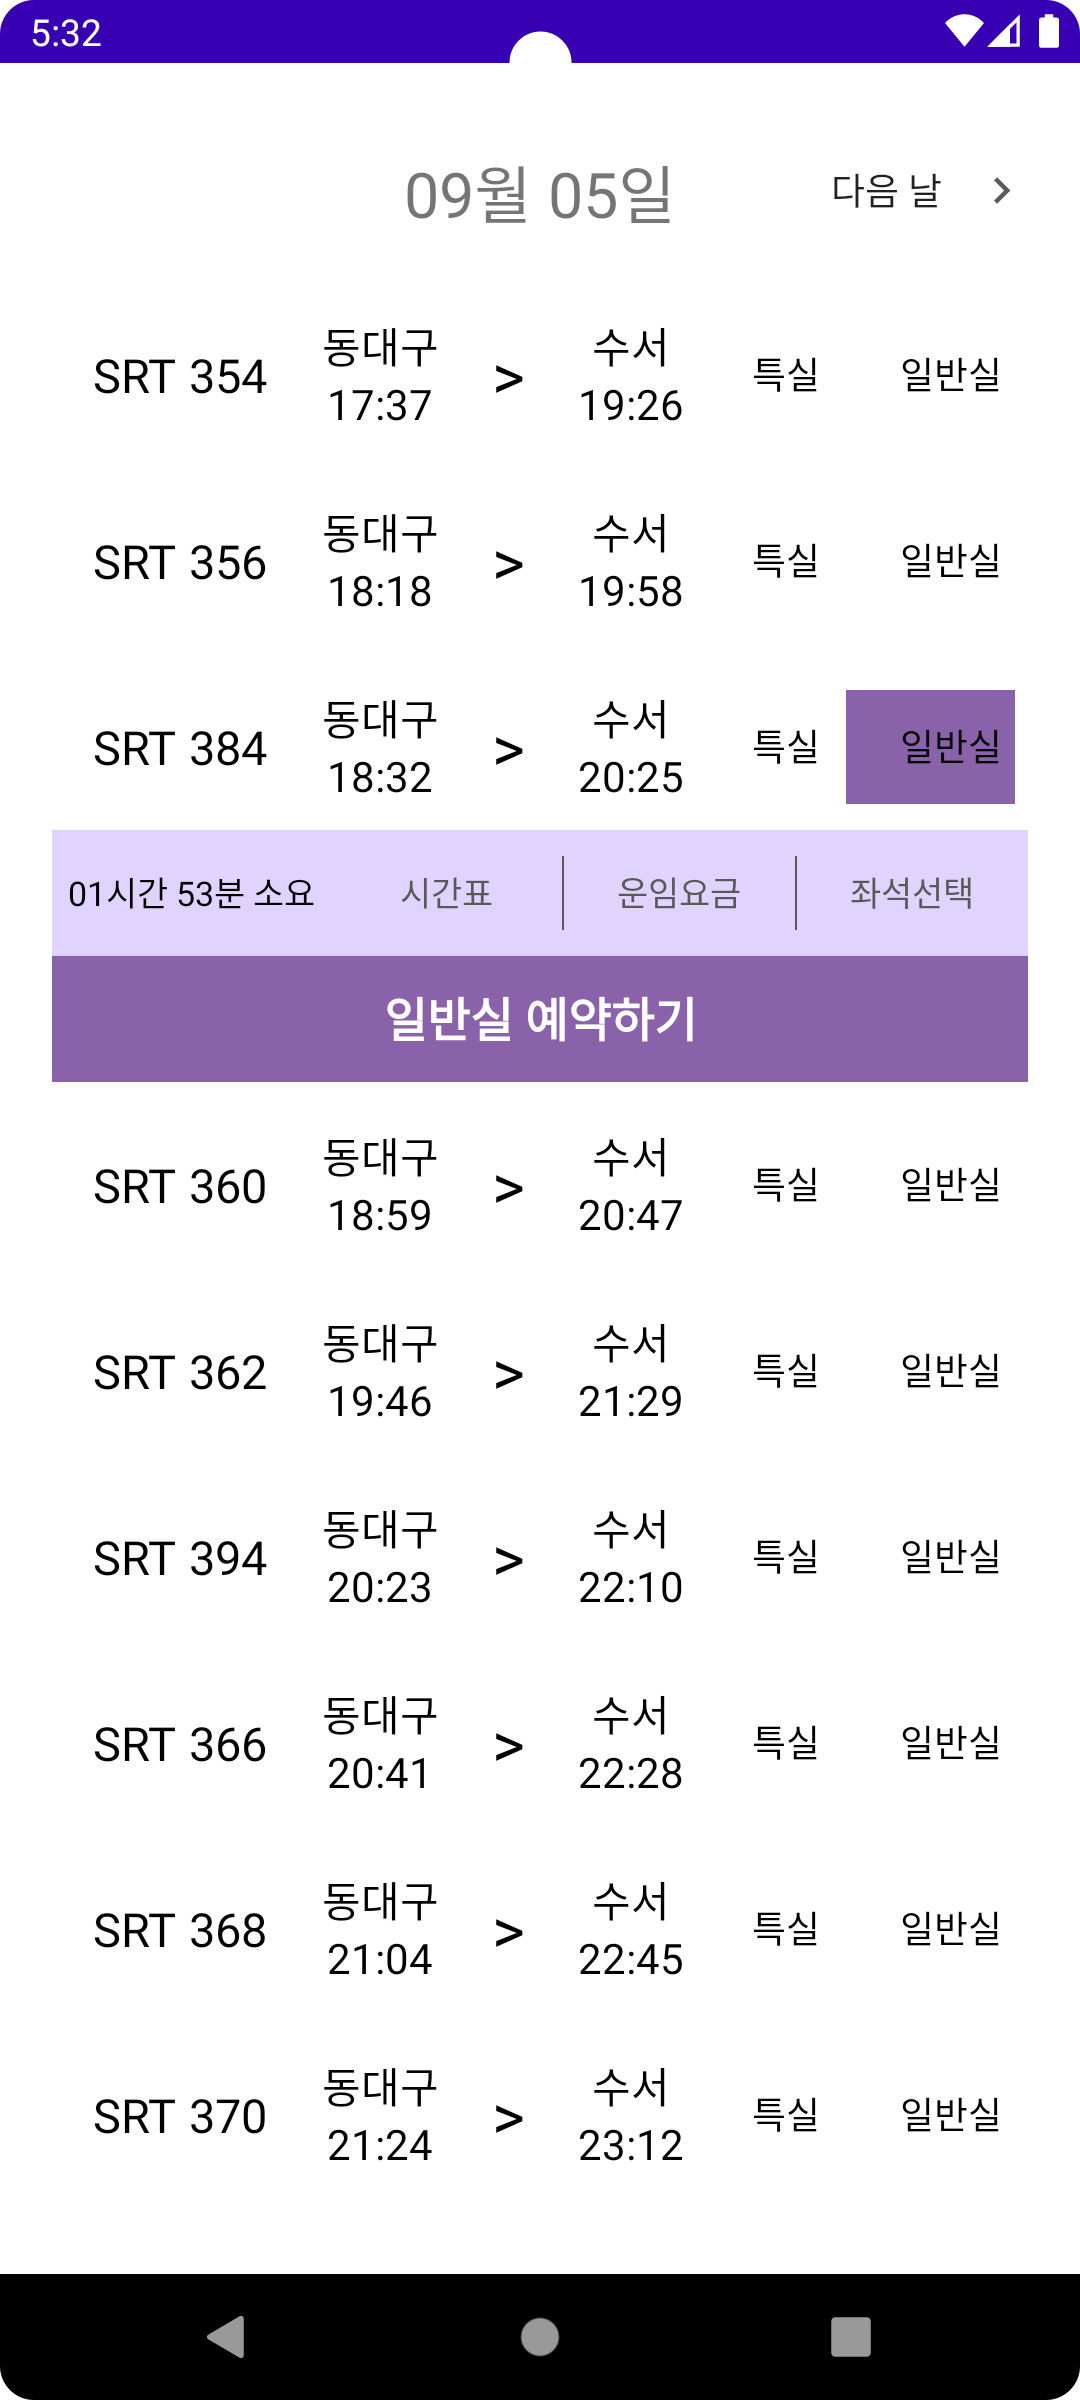 5:32
09월 05일
다음 날
SRT 354 동대구 17:37 > 수서 19:26 특실 일반실
SRT 356 동대구 18:18 > 수서 19:58 특실 일반실
SRT 384 동대구 18:32 > 수서 20:25 특실 일반실
01시간 53분 소요 시간표 운임요금 좌석선택
일반실 예약하기
SRT 360 동대구 18:59 > 수서 20:47 특실 일반실
SRT 362 동대구 19:46 > 수서 21:29 특실 일반실
SRT 394 동대구 20:23 > 수서 22:10 특실 일반실
SRT 366 동대구 20:41 > 수서 22:28 특실 일반실
SRT 368 동대구 21:04 > 수서 22:45 특실 일반실
SRT 370 동대구 21:24 > 수서 23:12 특실 일반실